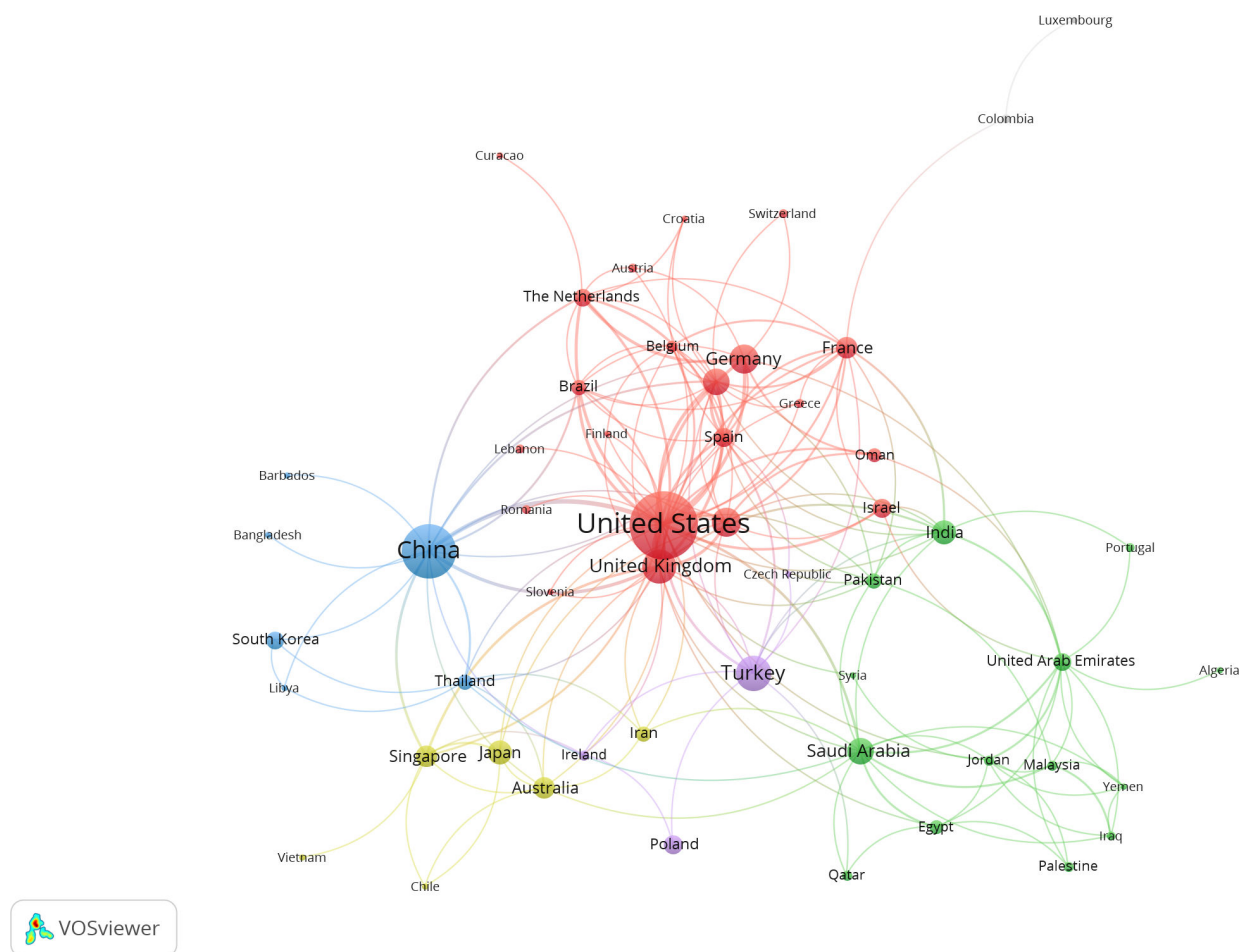 Luxembourg
Colombia
Curacao
Croatia
Switzerland
Austria
The Netherlands
Belgium
Germany
France
Brazil
Greece
Finland
Spain
Lebanon
Oman
Barbados
Romania
Israel
United States
Bangladesh
India
China
Portugal
United Kingdom
Czech Republic
Pakistan
Slovenia
South Korea
United Arab Emirates
Algeria
Turkey
Syria
Libya
Thailand
Iran
Singapore
Japan
Ireland
Saudi Arabia
Jordan
Malaysia
Australia
Yemen
Egypt
Iraq
Poland
Vietnam
Palestine
Qatar
Chile
VOSviewer